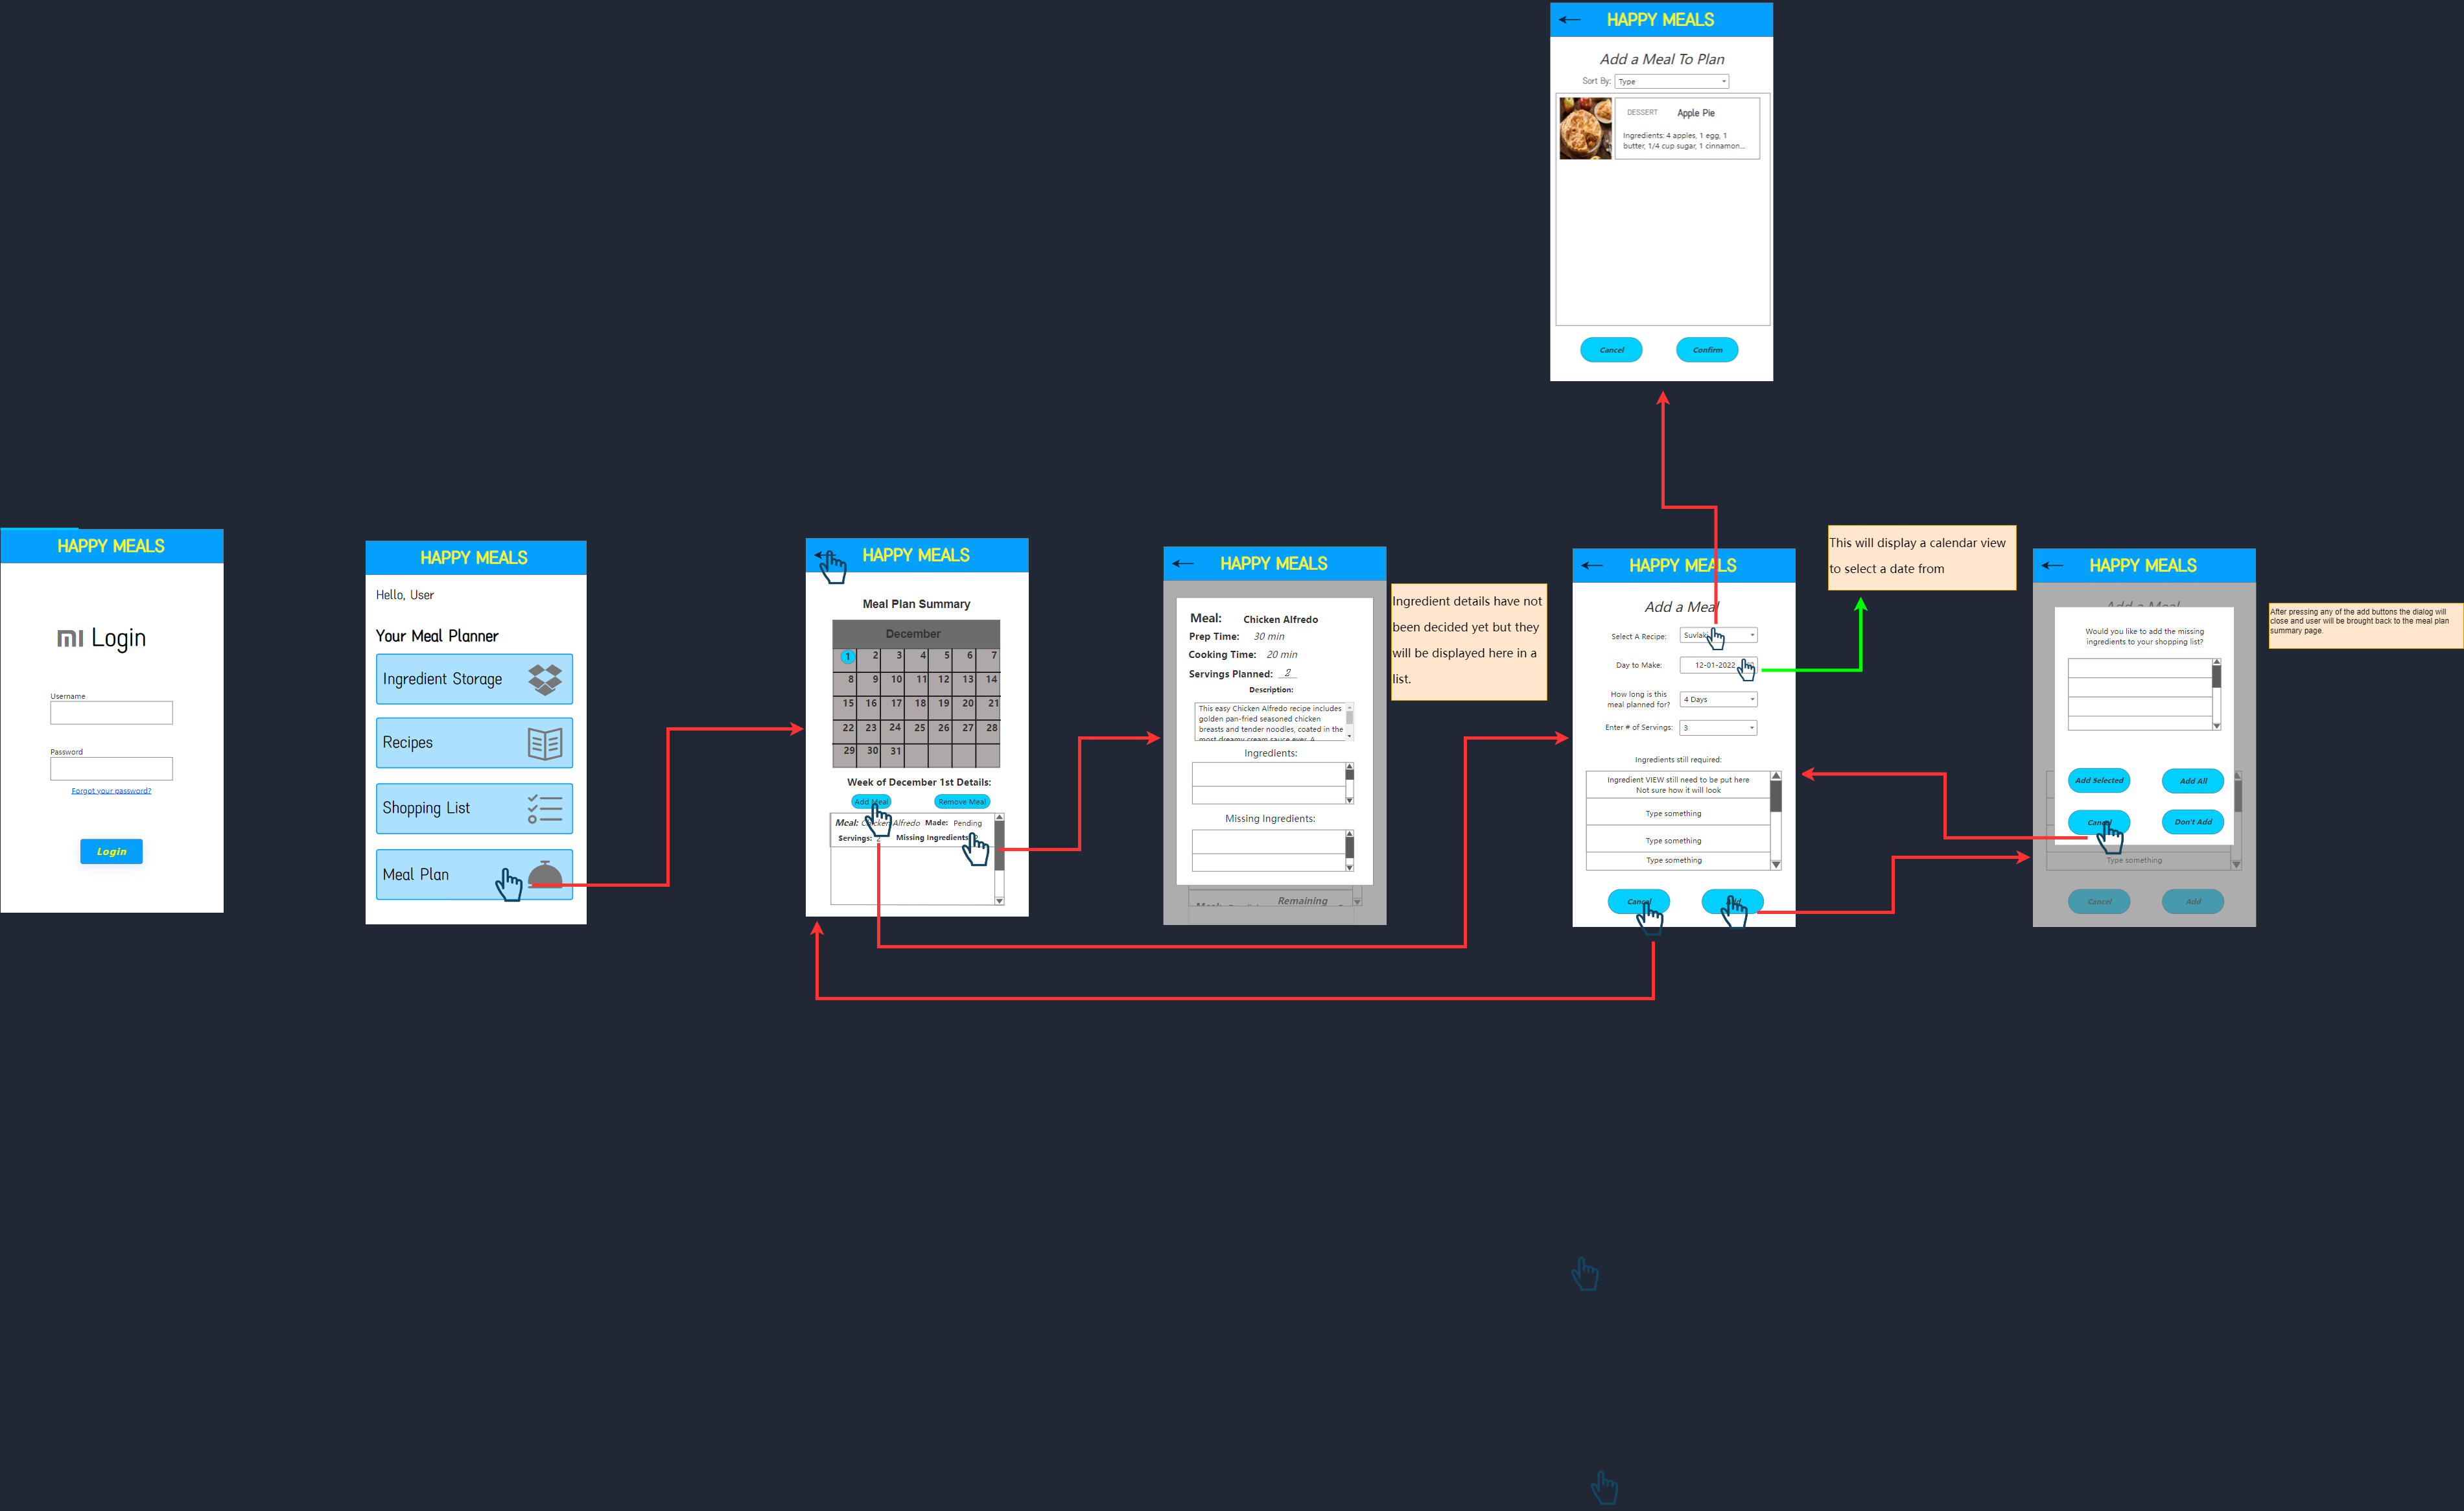 HAPPY MEALS
Add a Meal To Plan
Sort By: Type
DESSERT Apple Pie
Ingredients: 4 apples, 1 egg, 1
butter, 1/4 cup sugar, 1 cinnamon...
Cancel Confirm
HAPPY MEALS
Login
Username
Password
Forgot your password?
Login
HAPPY MEALS
Hello, User
Your Meal Planner
Ingredient Storage
Recipes
Shopping List
Meal Plan
HAPPY MEALS
Meal Plan Summary
December
1 2 3 4 5 6 7
8 9 10 11 12 13 14
15 16 17 18 19 20 21
22 23 24 25 26 27 28
29 30 31
Week of December 1st Details:
Add Meal Remove Meal
Meal: Chicken Alfredo Made: Pending
Servings: 2 Missing Ingredients:
HAPPY MEALS
Meal: Chicken Alfredo
Prep Time: 30 min
Cooking Time: 20 min
Servings Planned: 2
Description:
This easy Chicken Alfredo recipe includes
golden pan-fried seasoned chicken
breasts and tender noodles, coated in the
most dreamy cream sauce ever. A
Ingredients:
Missing Ingredients:
Remaining
Ingredient details have not
been decided yet but they
will be displayed here in a
list.
HAPPY MEALS
Add a Meal
Select A Recipe: Suvlaki
Day to Make: 12-01-2022
How long is this
meal planned for? 4 Days
Enter # of Servings: 3
Ingredients still required:
Ingredient VIEW still need to be put here
Not sure how it will look
Type something
Type something
Type something
Cancel Add
This will display a calendar view
to select a date from
HAPPY MEALS
Add a Meal
Would you like to add the missing
ingredients to your shopping list?
Add Selected Add All
Cancel Don't Add
Type something
Cancel Add
After pressing any of the add buttons the dialog will
close and user will be brought back to the meal plan
summary page.